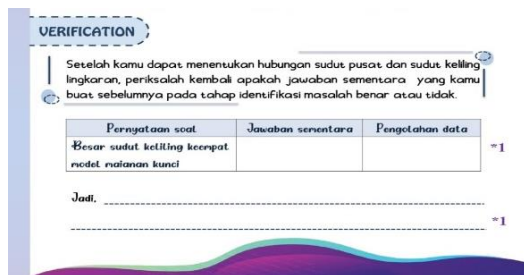 VERIFICATION
Setelah kamu dapat menentukan hubungan sudut pusat dan sudut keliling
lingkaran, periksalah kembali apakah jawaban sementara yang kamu
buat sebelumnya pada tahap identifikasi masalah benar atau tidak.
Pernyataan soal Jawaban sementara Pengolahan data
Besar sudut keliling keempat
model maianan kunci
*1
Jadi,
*1